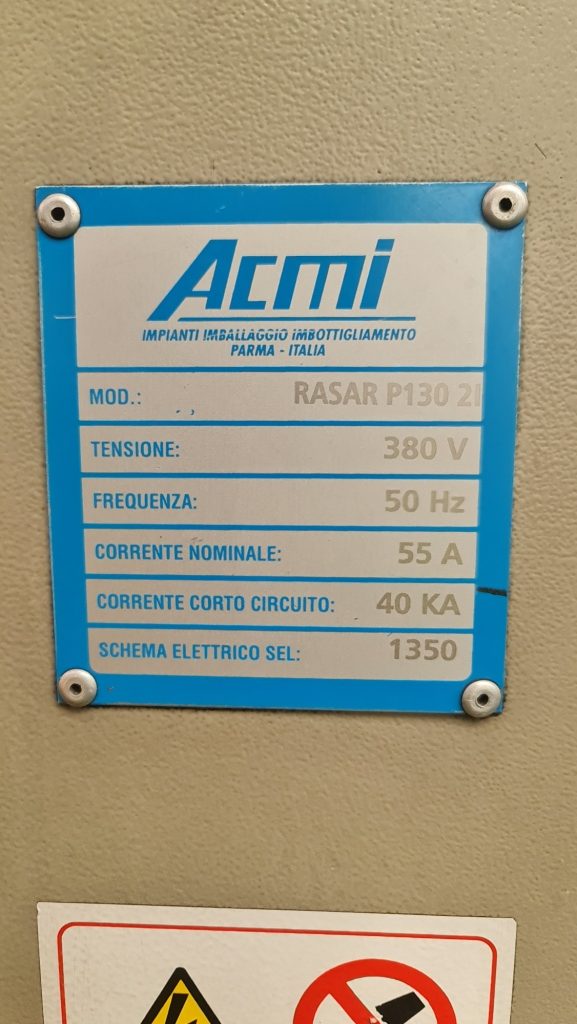 Acmi
IMPIANTI IMBALLAGGIO IMBOTTIGLIAMENTO
PARMA - ITALIA
MOD.: RASAR P130 2I
TENSIONE: 380 V
FREQUENZA: 50 Hz
CORRENTE NOMINALE: 55 A
CORRENTE CORTO CIRCUITO: 40 KA
SCHEMA ELETTRICO SEL: 1350